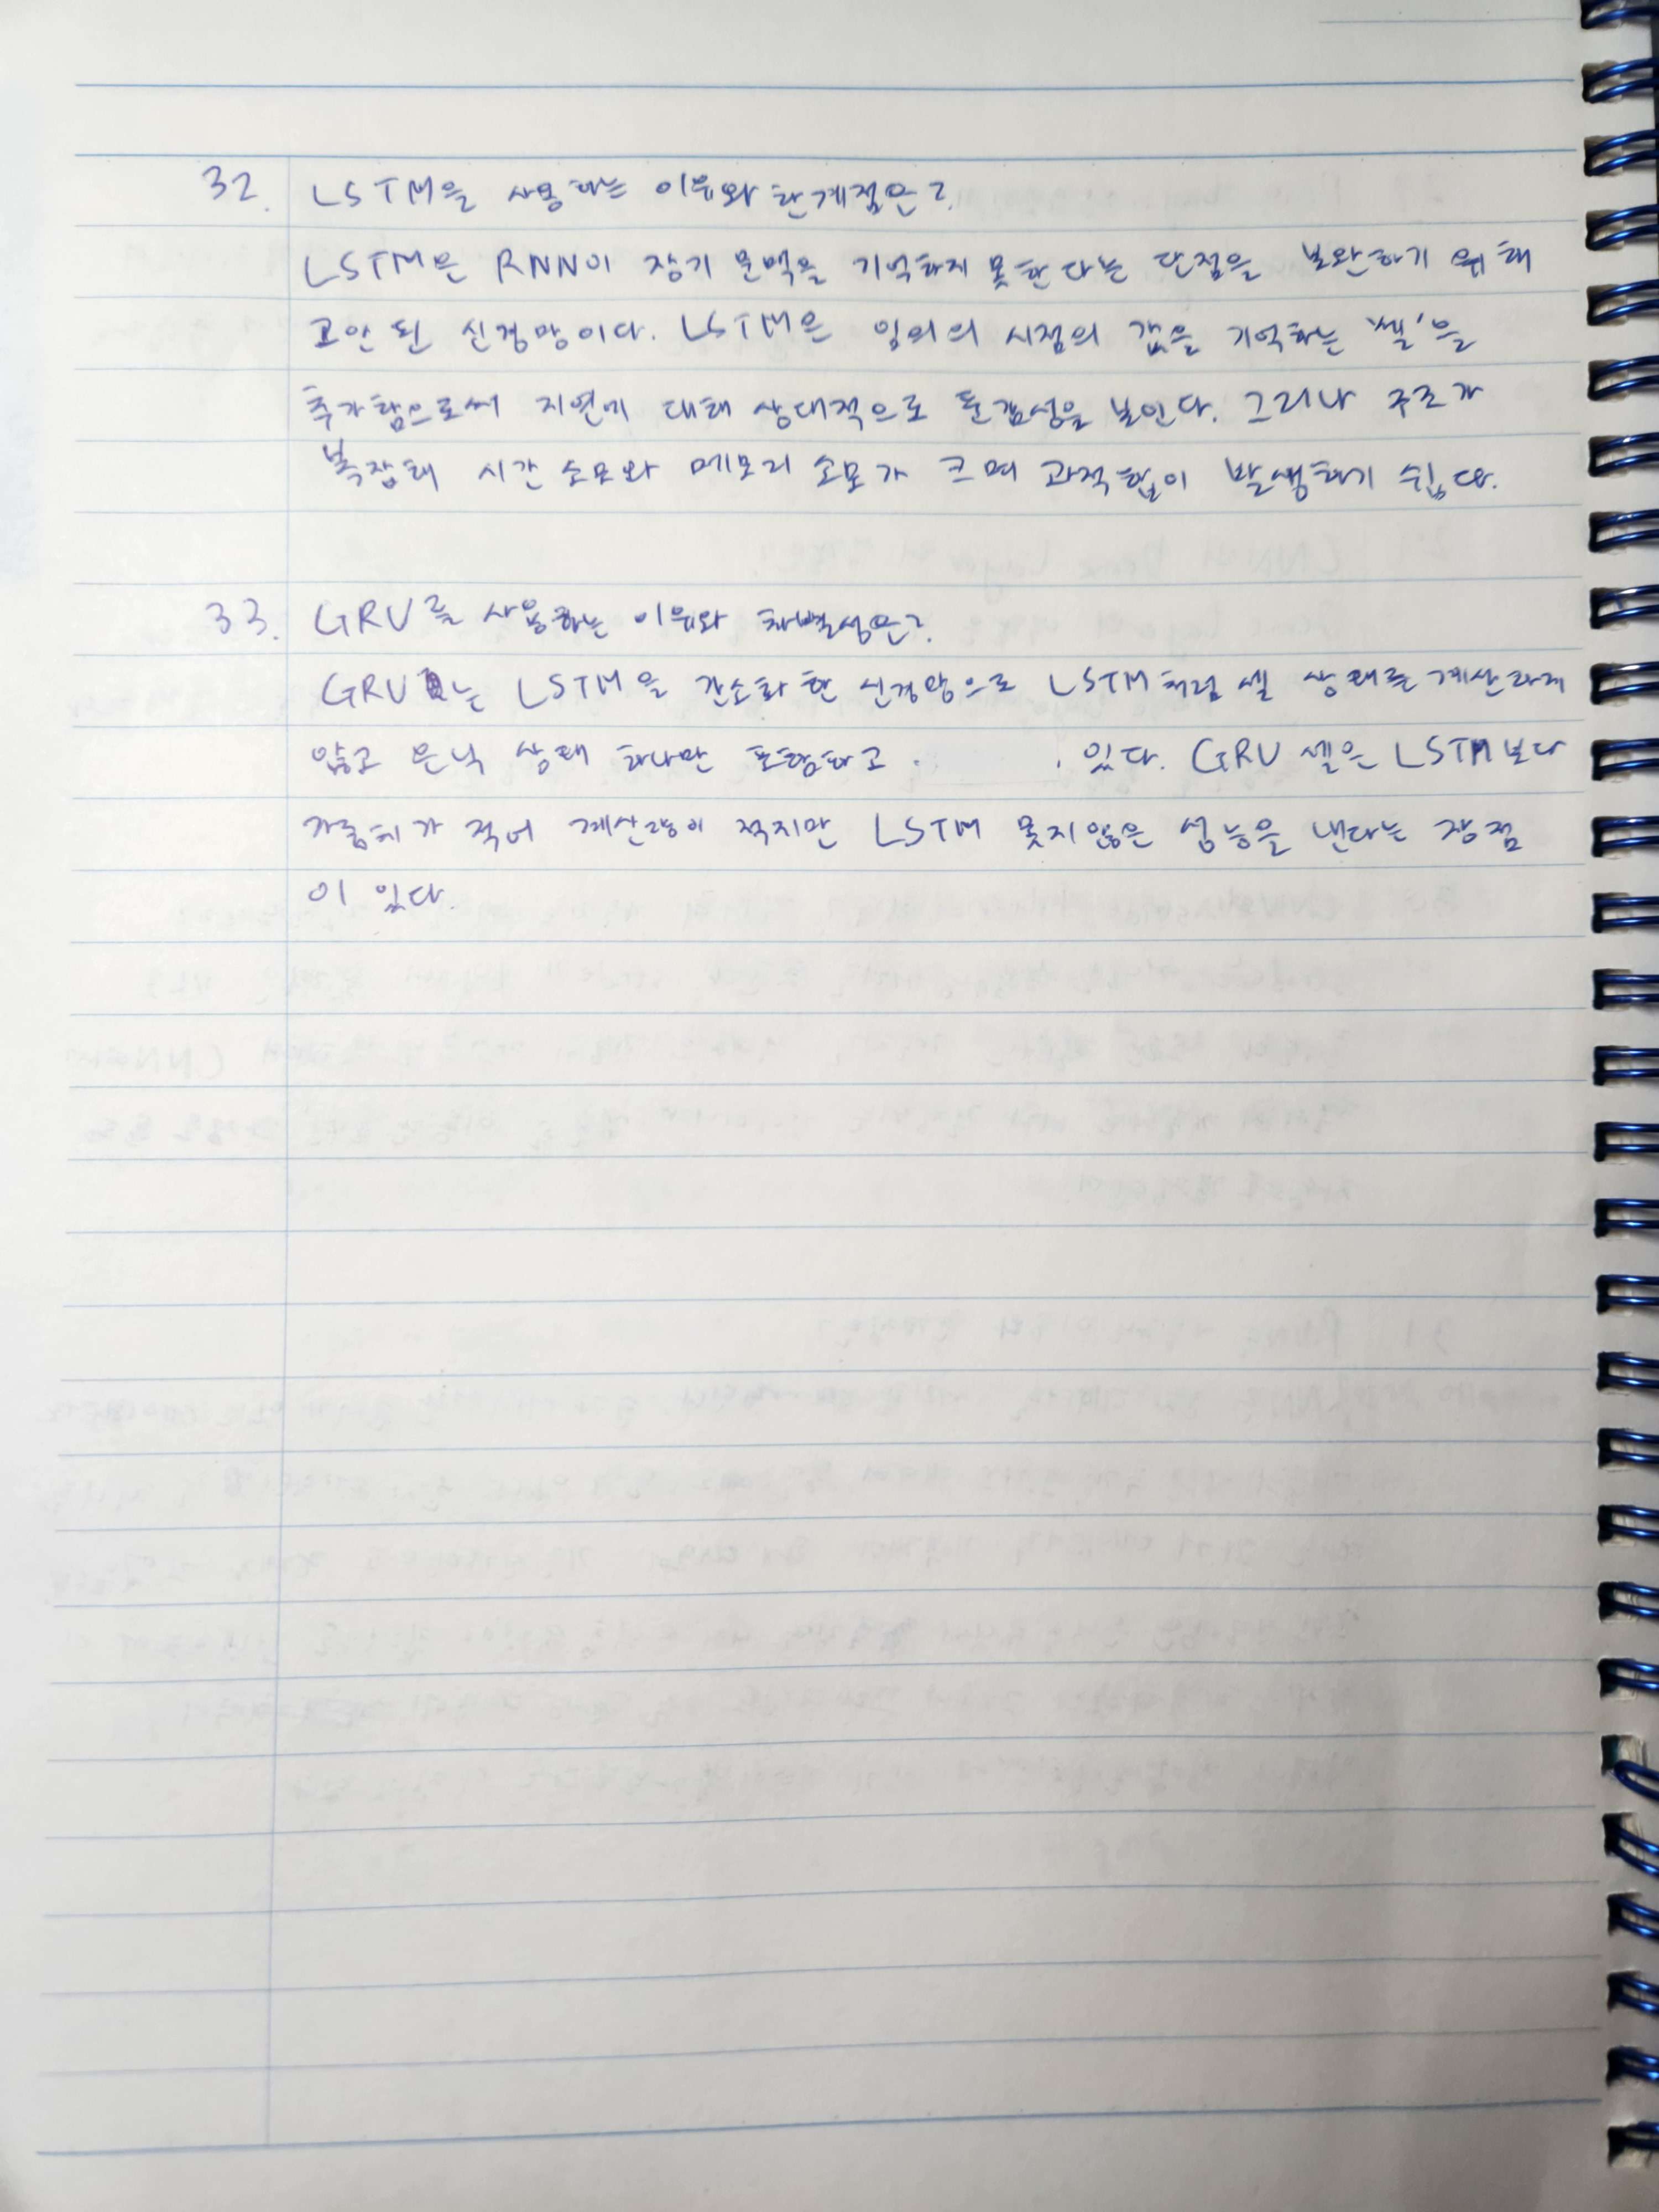 32. LSTM을 사용하는 이유와 한계점은?
LSTM은 RNN이 장기 문맥을 기억하지 못한다는 단점을 보완하기 위해
고안 된 신경망이다. LSTM은 임의의 시점의 값을 기억하는 '셀'을
추가함으로써 지연에 대해 상대적으로 둔감성을 보인다. 그러나 구조가
복잡해 시간 소모와 메모리 소모가 크며 과적합이 발생하기 쉽다.
33. GRU를 사용하는 이유와 차별성은?
GRU는 LSTM을 간소화 한 신경망으로 LSTM처럼 셀 상태를 계산하지
않고 은닉 상태 하나만 포함하고 있다. GRU 셀은 LSTM보다
가중치가 적어 계산량이 적지만 LSTM 못지않은 성능을 낸다는 장점
이 있다.